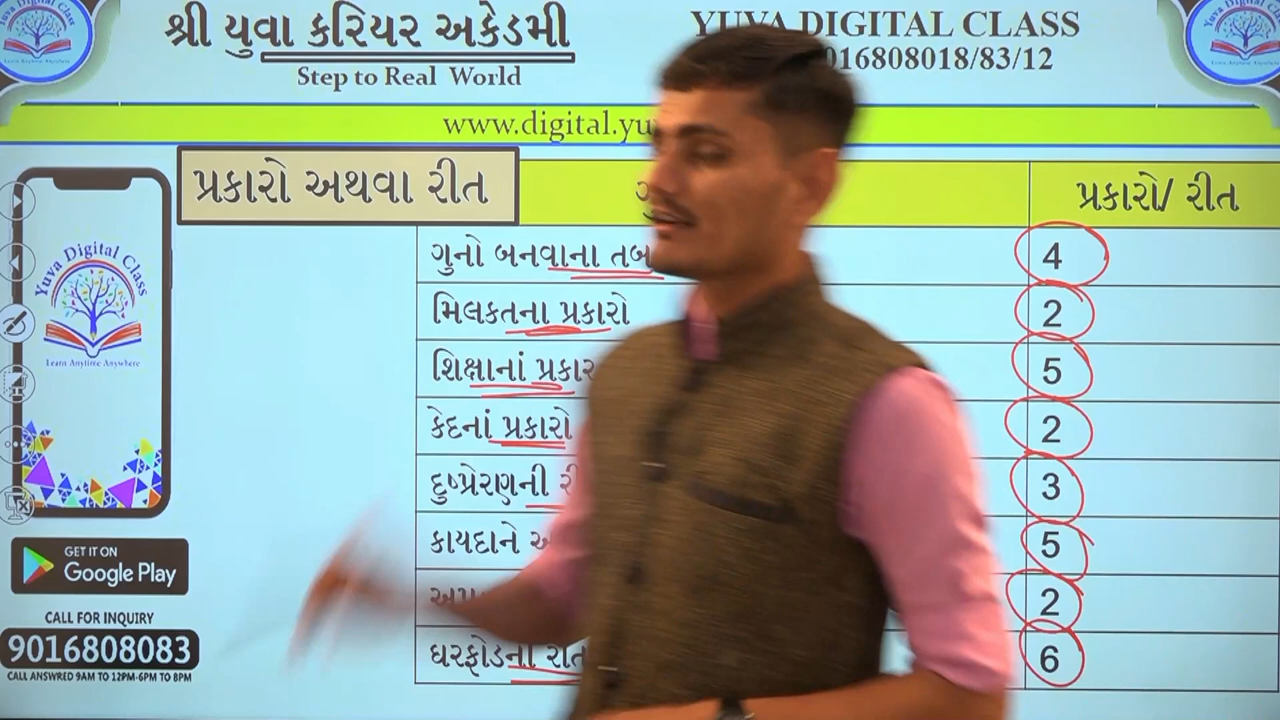 શ્રી યુવા કરિયર અકેડમી
Step to Real World
YUVA DIGITAL CLASS
016808018/83/12
www.digital.yu
Yuva Digital Class
Learn Anytime Anywhere
પ્રકારો અથવા રીત
પ્રકારો/ રીત
ગુનો બનવાના તબ
4
મિલકતના પ્રકારો
2
શિક્ષાનાં પ્રકાર
5
કેદનાં પ્રકારો
2
દુષ્પ્રેરણની રી
3
કાયદાને અ
5
2
ઘરફોડની રીત
6
GET IT ON
Google Play
CALL FOR INQUIRY
9016808083
CALL ANSWRED 9AM TO 12PM-6PM TO 8PM